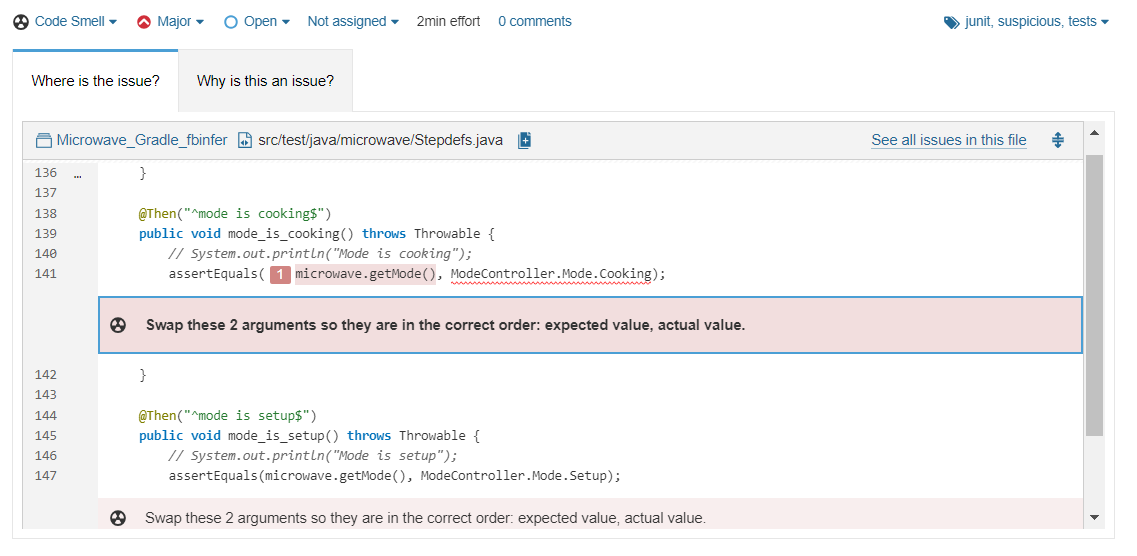 Code Smell Major Open Not assigned 2min effort 0 comments junit, suspicious, tests
Where is the issue? Why is this an issue?
Microwave_Gradle_fbinfer src/test/java/microwave/Stepdefs.java See all issues in this file
136 … }
137
138 @Then("^mode is cooking$")
139 public void mode_is_cooking() throws Throwable {
140 // System.out.println("Mode is cooking");
141 assertEquals( 1 microwave.getMode(), ModeController.Mode.Cooking);
Swap these 2 arguments so they are in the correct order: expected value, actual value.
142 }
143
144 @Then("^mode is setup$")
145 public void mode_is_setup() throws Throwable {
146 // System.out.println("Mode is setup");
147 assertEquals(microwave.getMode(), ModeController.Mode.Setup);
Swap these 2 arguments so they are in the correct order: expected value, actual value.